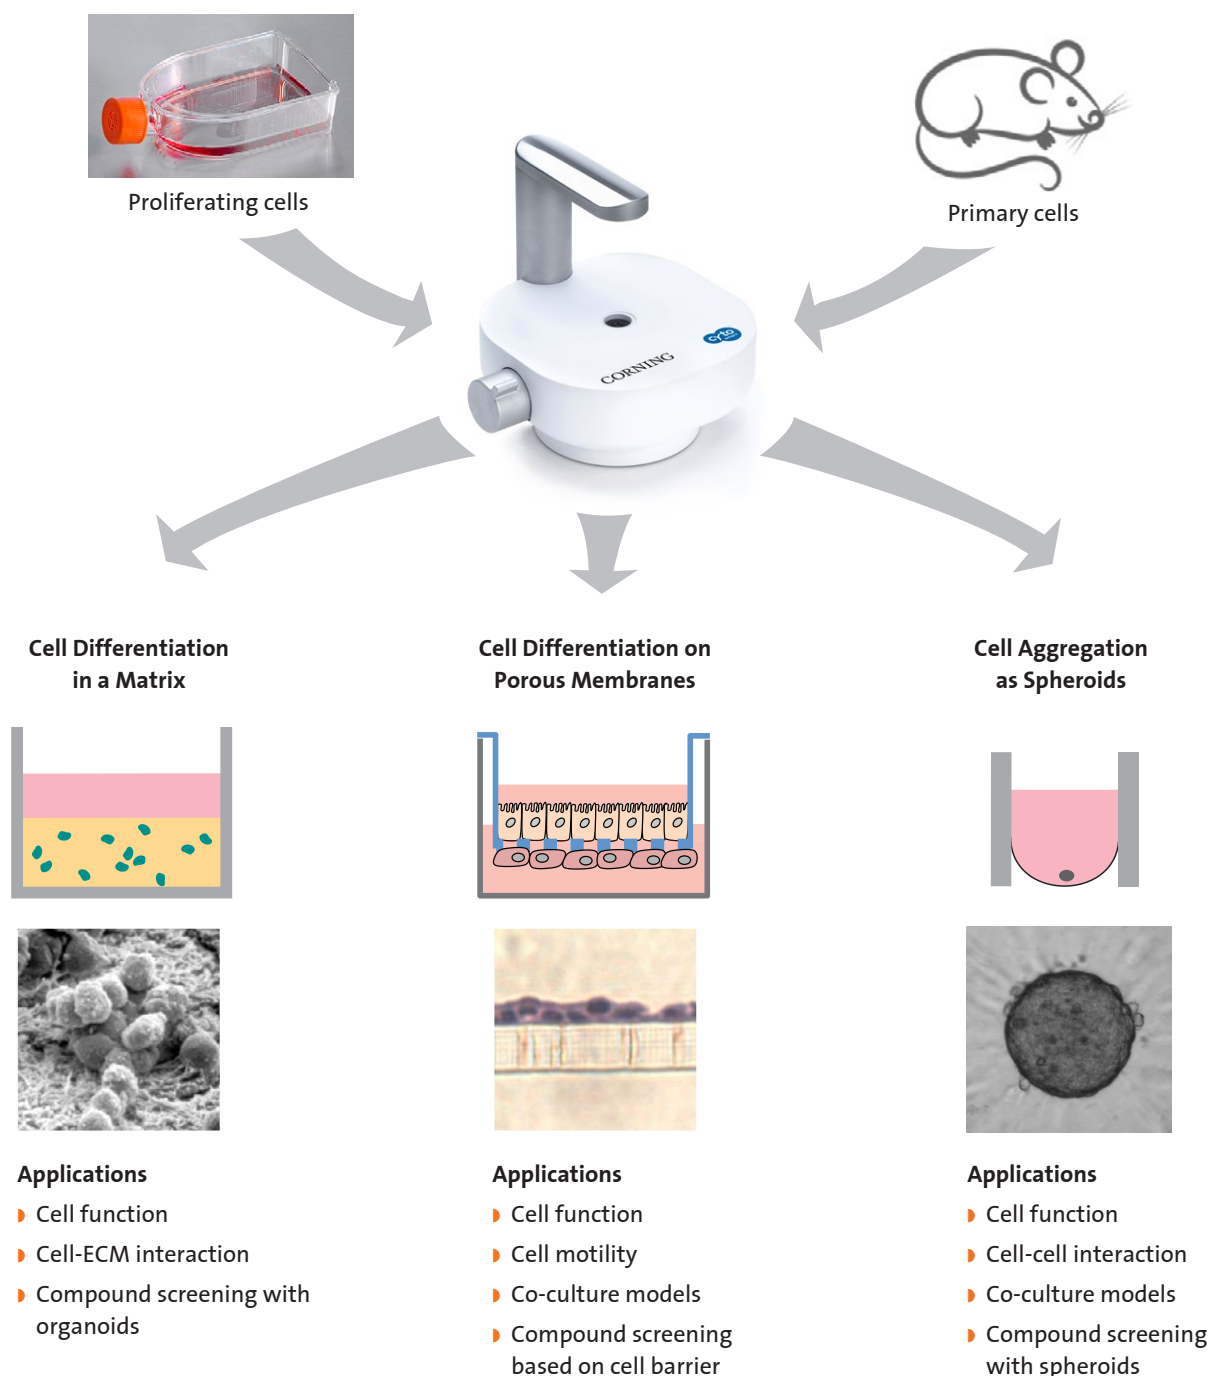 Proliferating cells
Primary cells
cyto
CORNING
Cell Differentiation
in a Matrix
Cell Differentiation on
Porous Membranes
Cell Aggregation
as Spheroids
Applications
Cell function
Cell-ECM interaction
Compound screening with
organoids
Applications
Cell function
Cell motility
Co-culture models
Compound screening
based on cell barrier
Applications
Cell function
Cell-cell interaction
Co-culture models
Compound screening
with spheroids